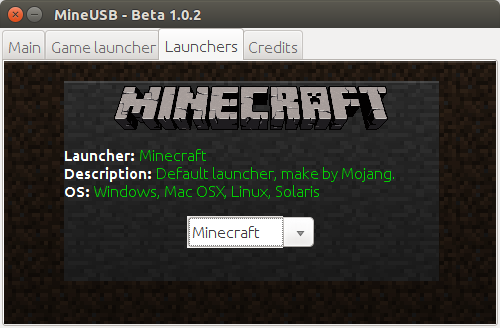 MineUSB - Beta 1.0.2
Main Game launcher Launchers Credits
MINECRAFT
Launcher: Minecraft
Description: Default launcher, make by Mojang.
OS: Windows, Mac OSX, Linux, Solaris
Minecraft